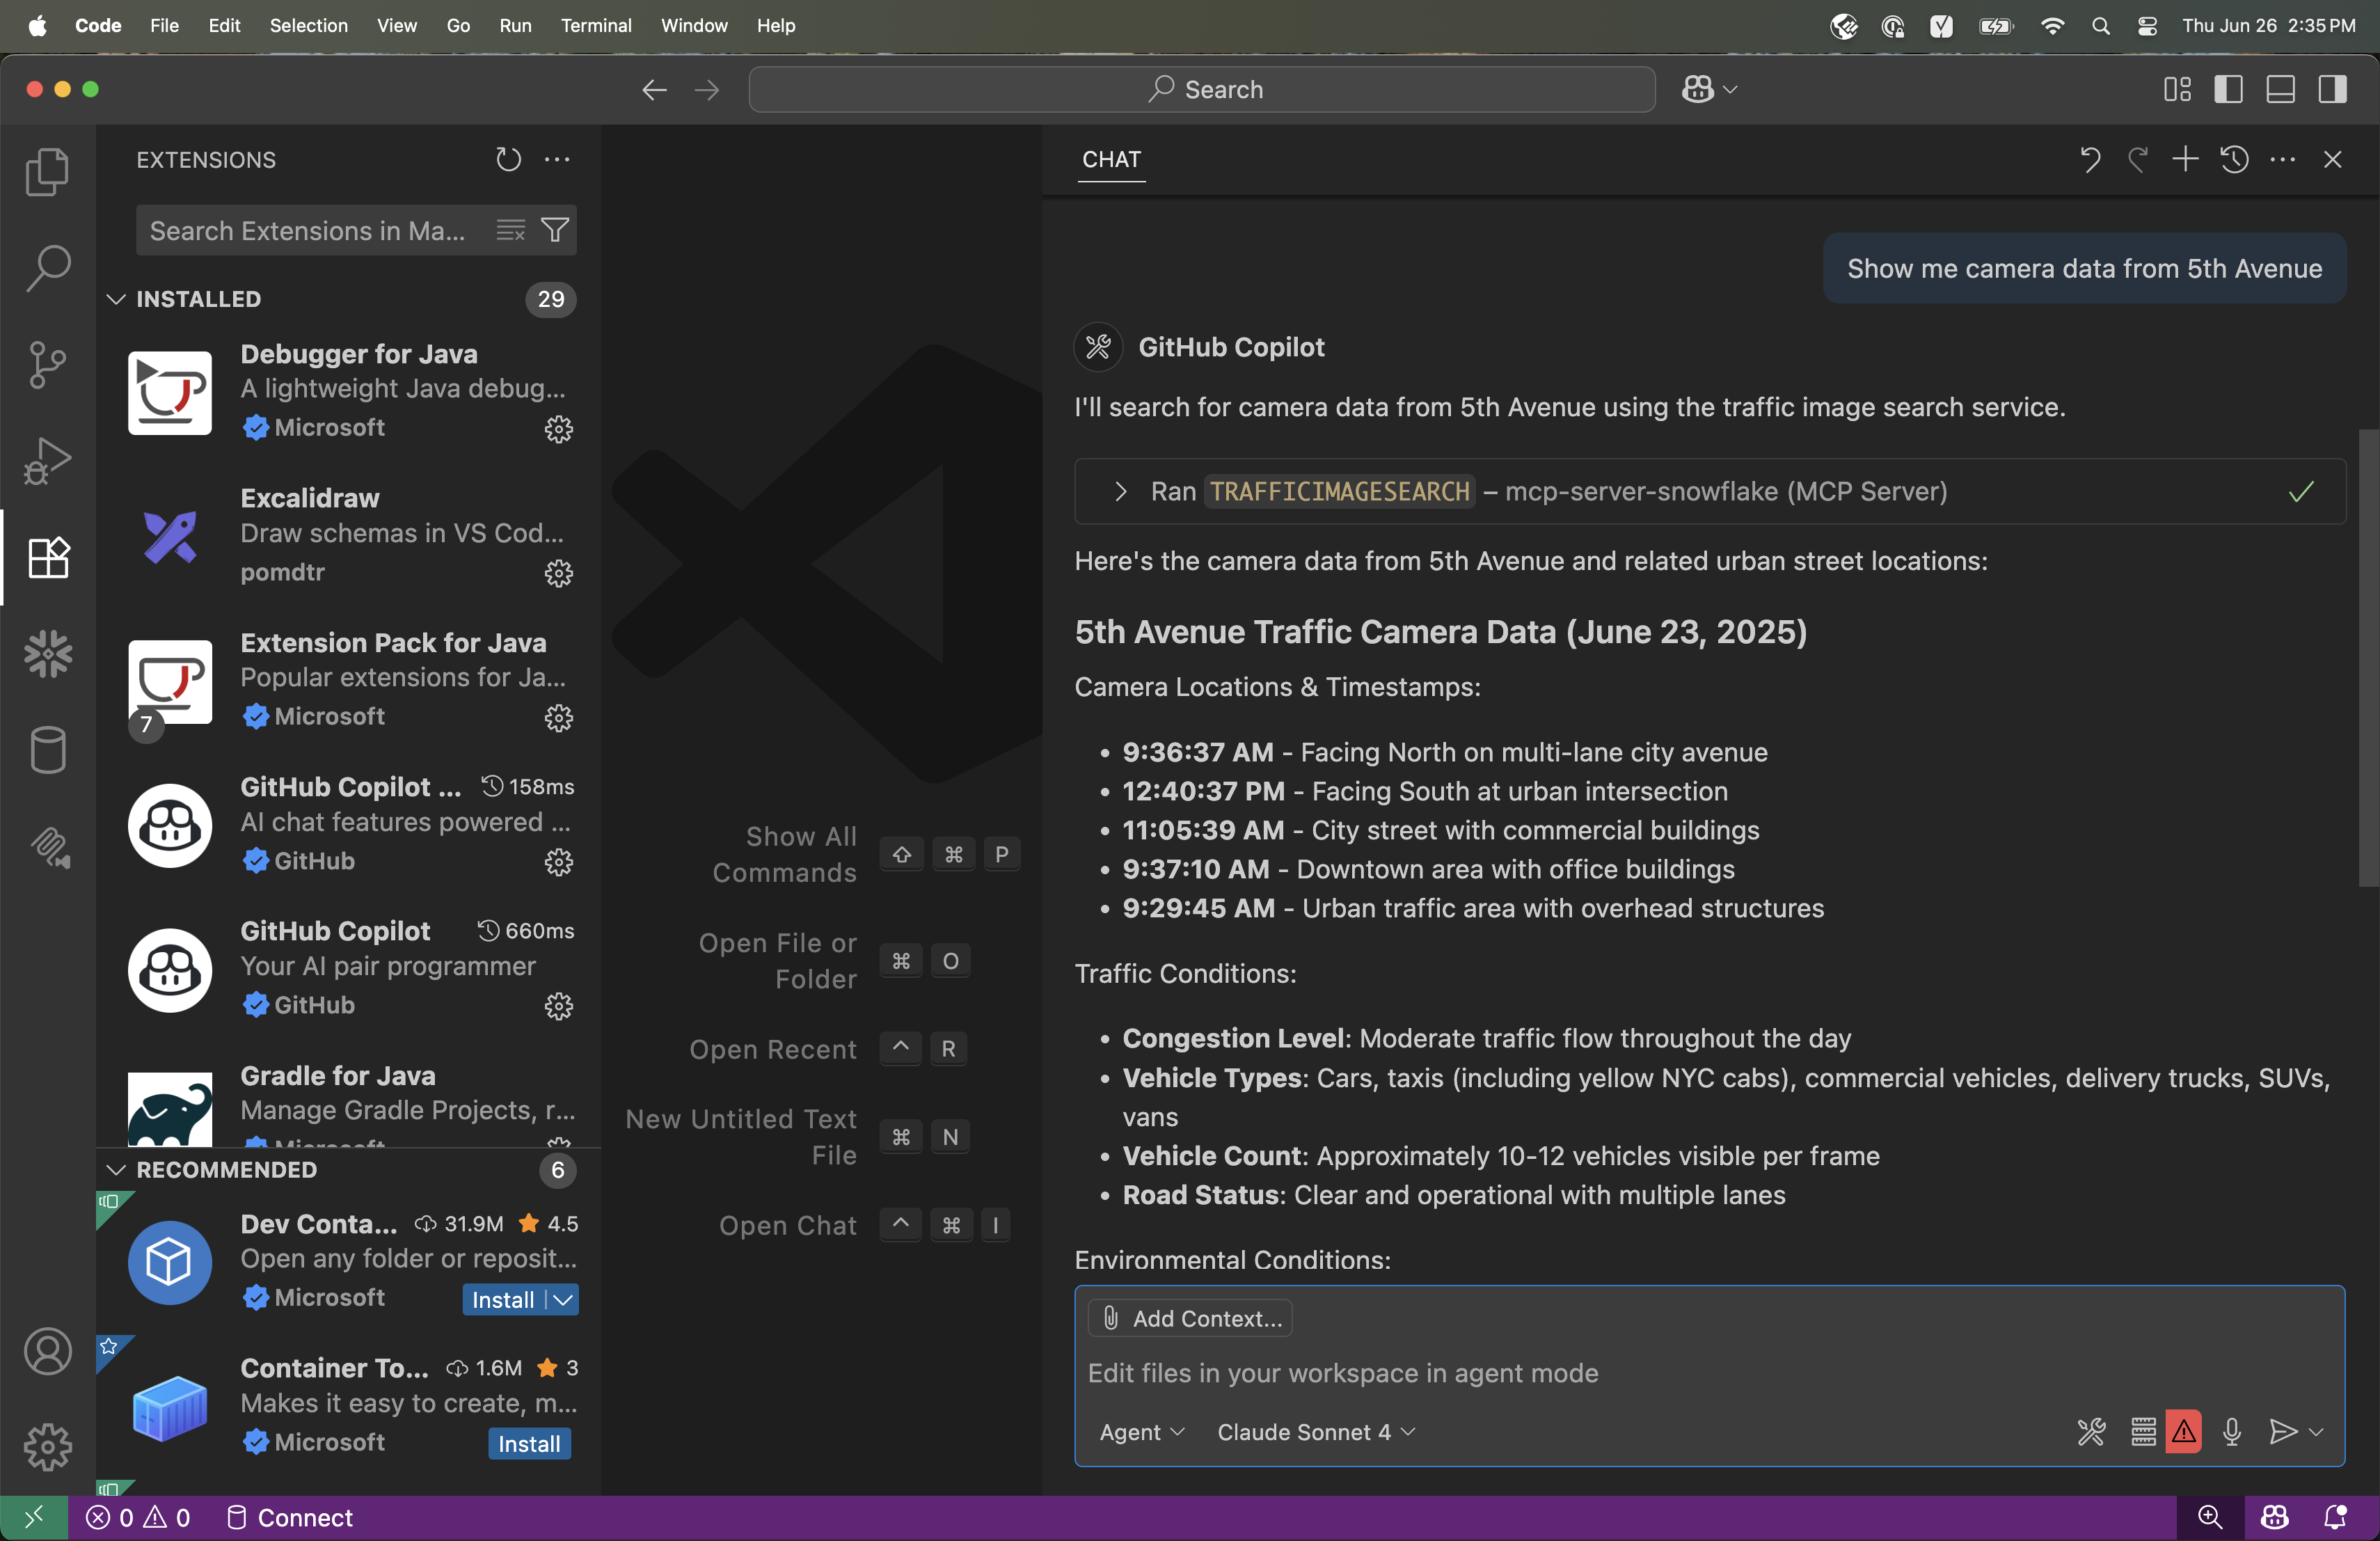 Code File Edit Selection View Go Run Terminal Window Help
Thu Jun 26 2:35 PM
Search
EXTENSIONS
Search Extensions in Ma...
INSTALLED
29
Debugger for Java
A lightweight Java debug...
Microsoft
Excalidraw
Draw schemas in VS Cod...
pomdtr
Extension Pack for Java
Popular extensions for Ja...
7
Microsoft
GitHub Copilot ... 158ms
AI chat features powered ...
GitHub
GitHub Copilot 660ms
Your AI pair programmer
GitHub
Gradle for Java
Manage Gradle Projects, r...
Microsoft
RECOMMENDED
6
Dev Conta... 31.9M 4.5
Open any folder or reposit...
Microsoft
Install
Container To... 1.6M 3
Makes it easy to create, m...
Microsoft
Install
Show All
Commands
⇧ ⌘ P
Open File or
Folder
⌘ O
Open Recent
^ R
New Untitled Text
File
⌘ N
Open Chat
^ ⌘ I
CHAT
Show me camera data from 5th Avenue
GitHub Copilot
I'll search for camera data from 5th Avenue using the traffic image search service.
Ran TRAFFICIMAGESEARCH – mcp-server-snowflake (MCP Server)
Here's the camera data from 5th Avenue and related urban street locations:
5th Avenue Traffic Camera Data (June 23, 2025)
Camera Locations & Timestamps:
• 9:36:37 AM - Facing North on multi-lane city avenue
• 12:40:37 PM - Facing South at urban intersection
• 11:05:39 AM - City street with commercial buildings
• 9:37:10 AM - Downtown area with office buildings
• 9:29:45 AM - Urban traffic area with overhead structures
Traffic Conditions:
• Congestion Level: Moderate traffic flow throughout the day
• Vehicle Types: Cars, taxis (including yellow NYC cabs), commercial vehicles, delivery trucks, SUVs,
vans
• Vehicle Count: Approximately 10-12 vehicles visible per frame
• Road Status: Clear and operational with multiple lanes
Environmental Conditions:
Add Context...
Edit files in your workspace in agent mode
Agent
Claude Sonnet 4
0 0
Connect